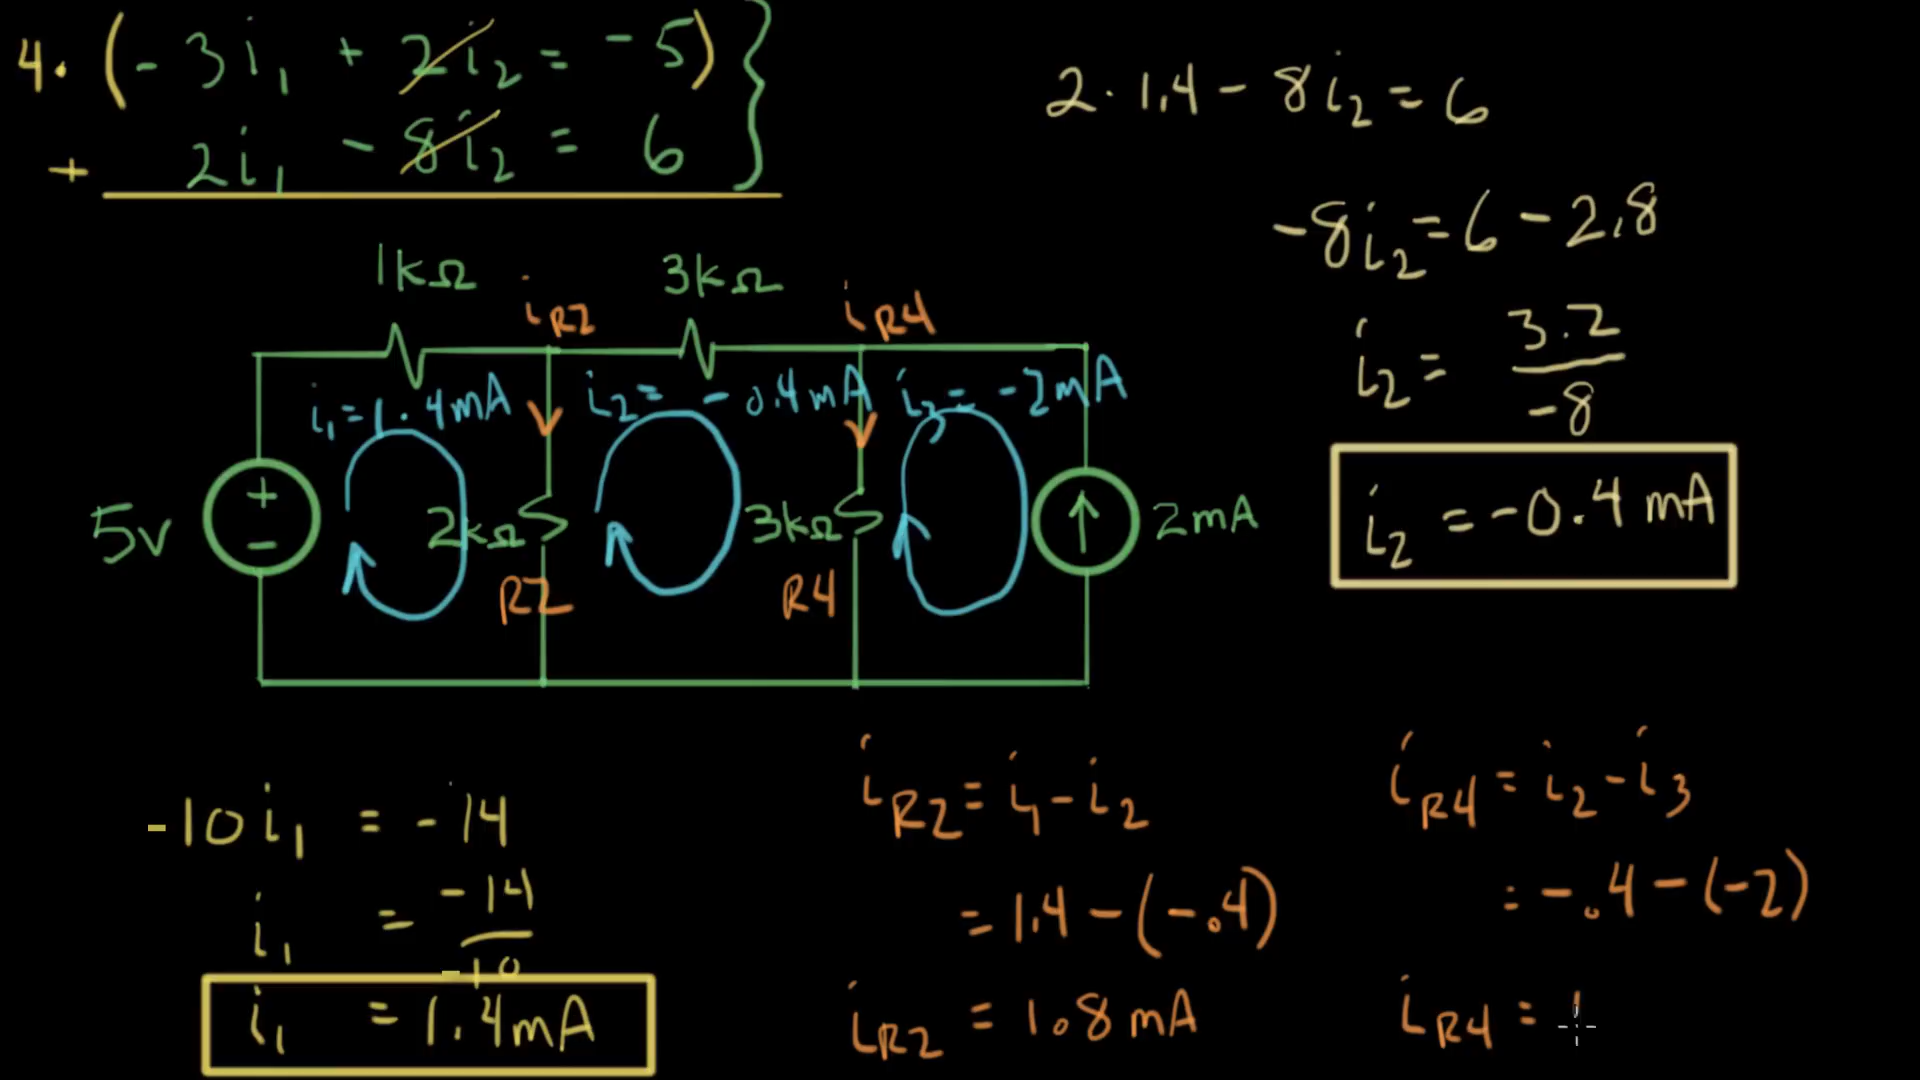 4. (- 3i1 + 2i2 = -5)
+ 2i1 - 8i2 = 6
2 · 1.4 - 8i2 = 6
-8i2 = 6 - 2.8
i2 = 3.2 / -8
i2 = -0.4 mA
1kΩ iR2 3kΩ iR4
i1 = 1.4mA i2 = -0.4mA i3 = -2mA
5v + - 2kΩ 3kΩ 2mA
R2 R4
-10i1 = -14
i1 = -14 / -10
i1 = 1.4mA
iR2 = i1 - i2
= 1.4 - (-.4)
iR2 = 1.8 mA
iR4 = i2 - i3
= -.4 - (-2)
iR4 = 1